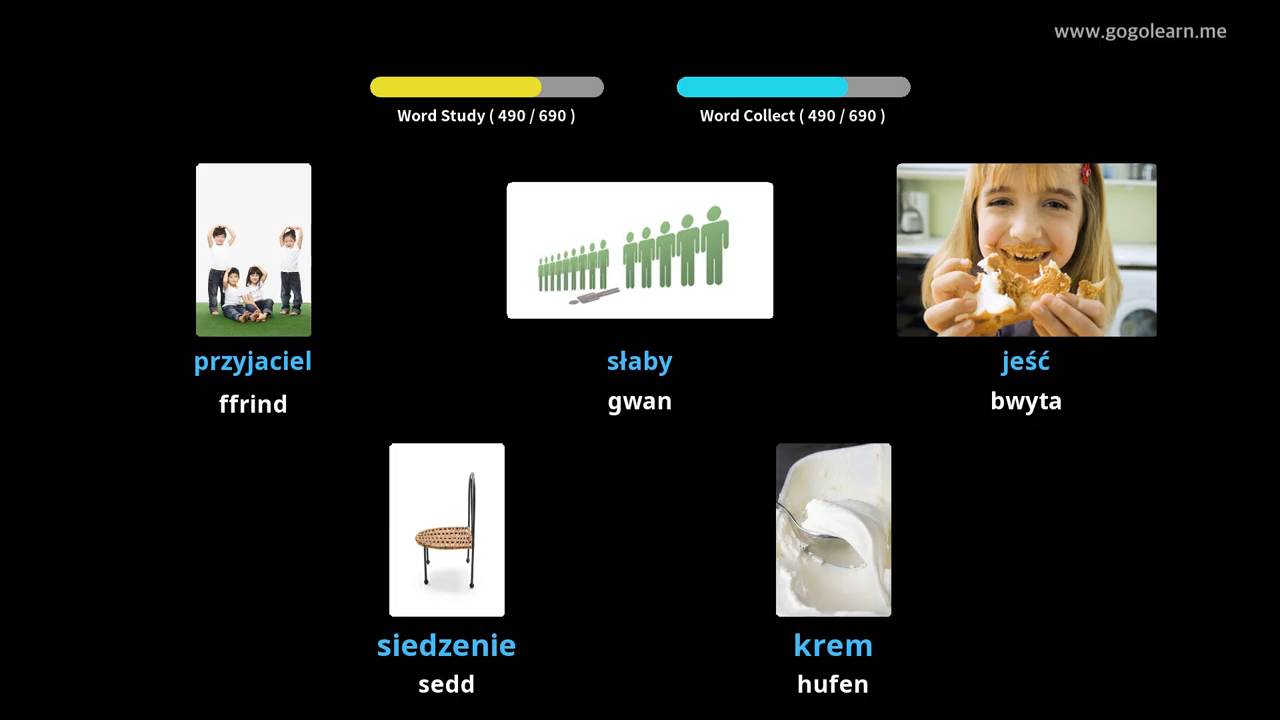 www.gogolearn.me
Word Study ( 490 / 690 )
Word Collect ( 490 / 690 )
przyjaciel
słaby
jeść
ffrind
gwan
bwyta
siedzenie
krem
sedd
hufen